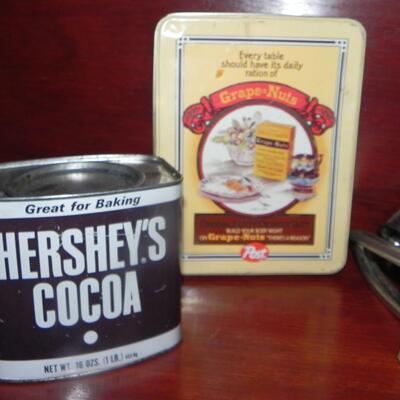 Every table
should have its daily
ration of
Grape=Nuts
Grape-Nuts
BUILD YOUR BODY RIGHT
ON Grape-Nuts "THERE'S A REASON"
Post
Great for Baking
HERSHEY'S
COCOA
NET WT. 16 OZS. (1 LB.) 453 g